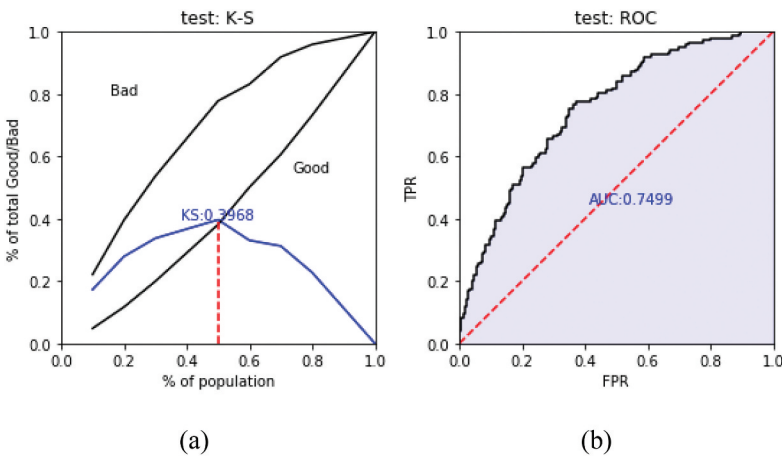 test: K-S
1.0
0.8
0.6
0.4
0.2
0.0
% of total Good/Bad
Bad
Good
KS:0.3968
0.0 0.2 0.4 0.6 0.8 1.0
% of population
(a)
test: ROC
1.0
0.8
0.6
0.4
0.2
0.0
TPR
AUC:0.7499
0.0 0.2 0.4 0.6 0.8 1.0
FPR
(b)